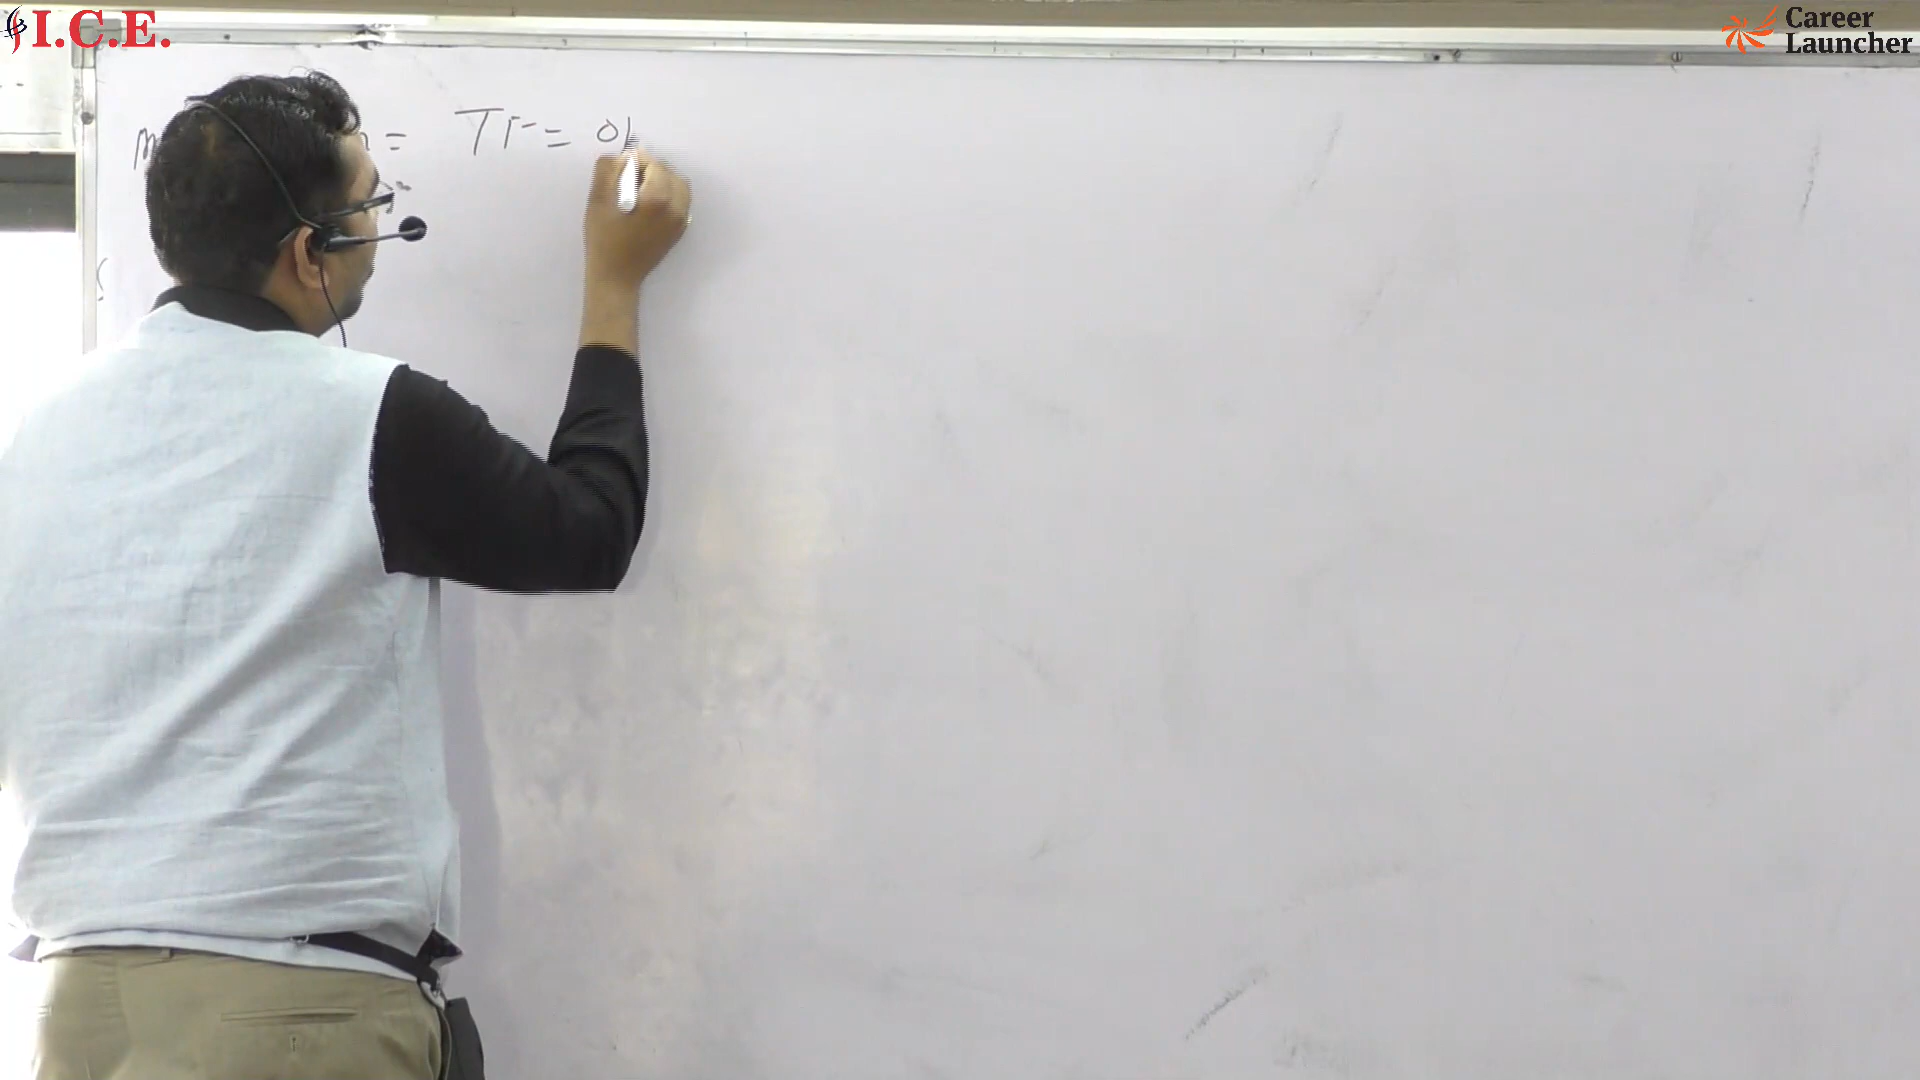 I.C.E.
Career
Launcher
= Tr = 01